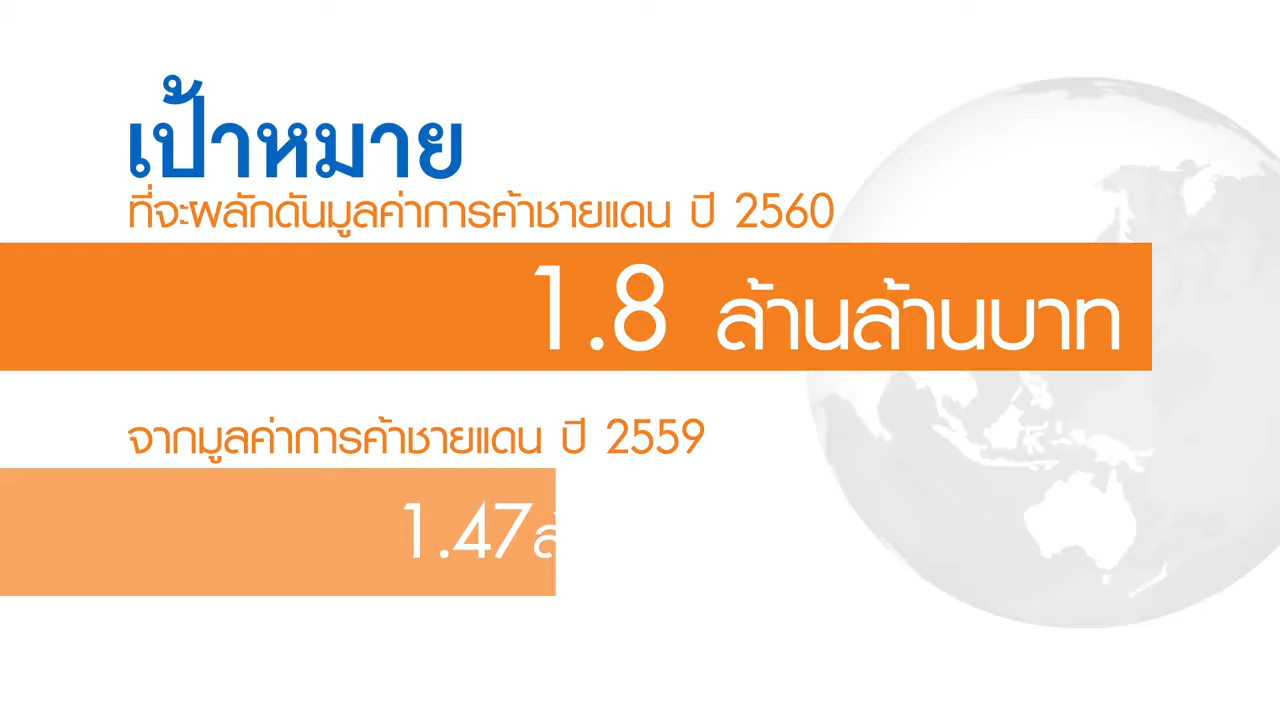 เป้าหมาย
ที่จะผลักดันมูลค่าการค้าชายแดน ปี 2560
1.8 ล้านล้านบาท
จากมูลค่าการค้าชายแดน ปี 2559
1.47